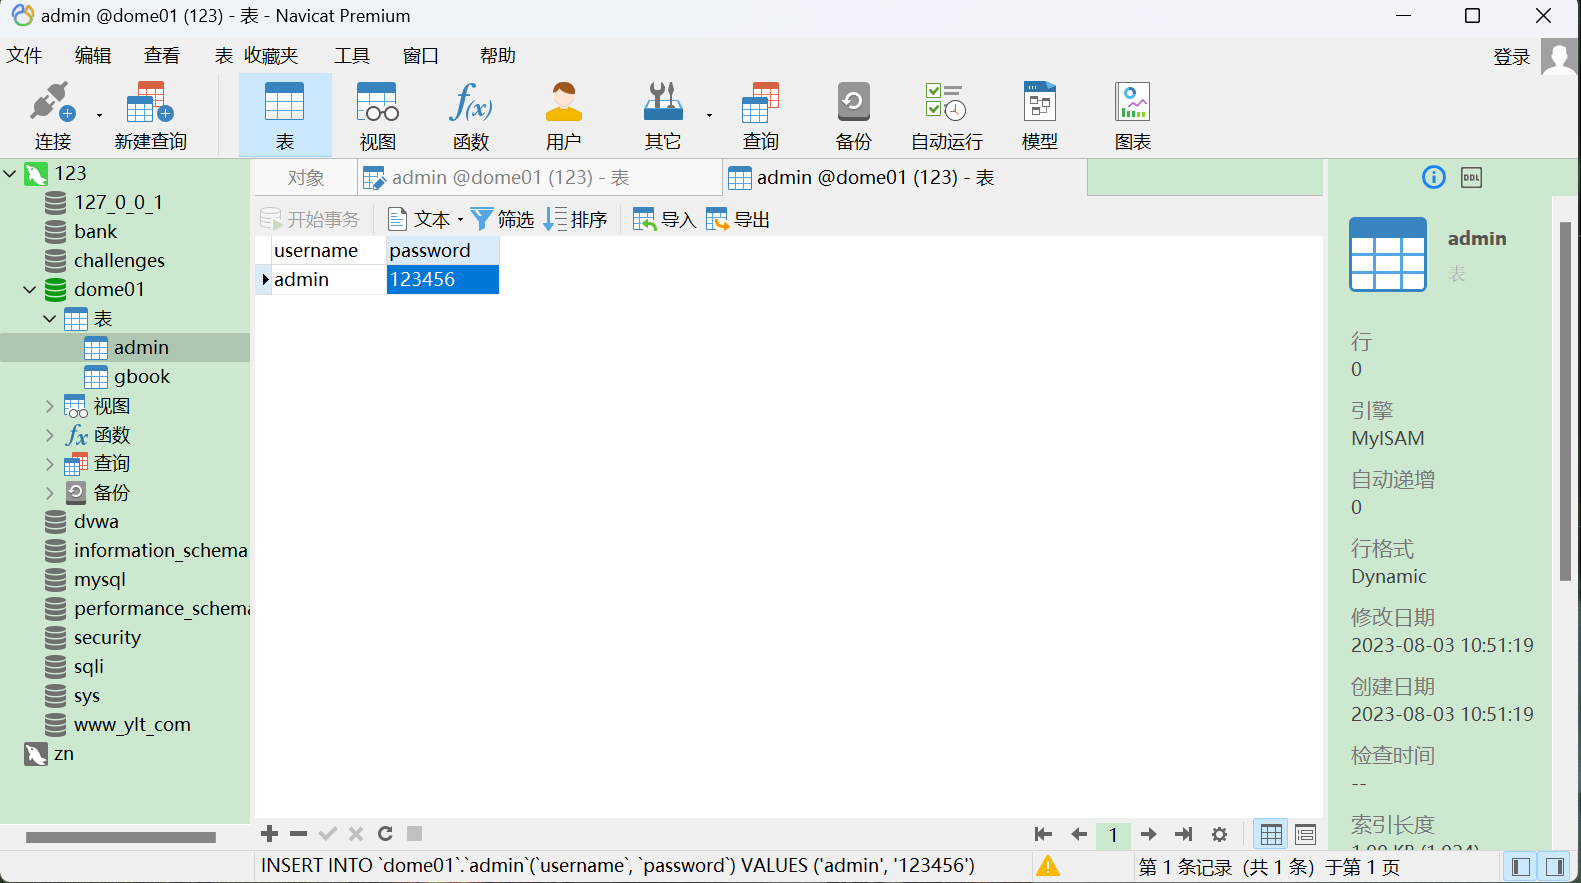 admin @dome01 (123) - 表 - Navicat Premium
文件 编辑 查看 表 收藏夹 工具 窗口 帮助 登录
连接 新建查询 表 视图 函数 用户 其它 查询 备份 自动运行 模型 图表
123
127_0_0_1
bank
challenges
dome01
表
admin
gbook
视图
函数
查询
备份
dvwa
information_schema
mysql
performance_schema
security
sqli
sys
www_ylt_com
zn
对象 admin @dome01 (123) - 表 admin @dome01 (123) - 表
开始事务 文本 筛选 排序 导入 导出
username password
admin 123456
DDL
admin
表
行
0
引擎
MyISAM
自动递增
0
行格式
Dynamic
修改日期
2023-08-03 10:51:19
创建日期
2023-08-03 10:51:19
检查时间
--
索引长度
1.00 KB (1,024)
1
INSERT INTO `dome01`.`admin`(`username`, `password`) VALUES ('admin', '123456')
第 1 条记录（共 1 条）于第 1 页